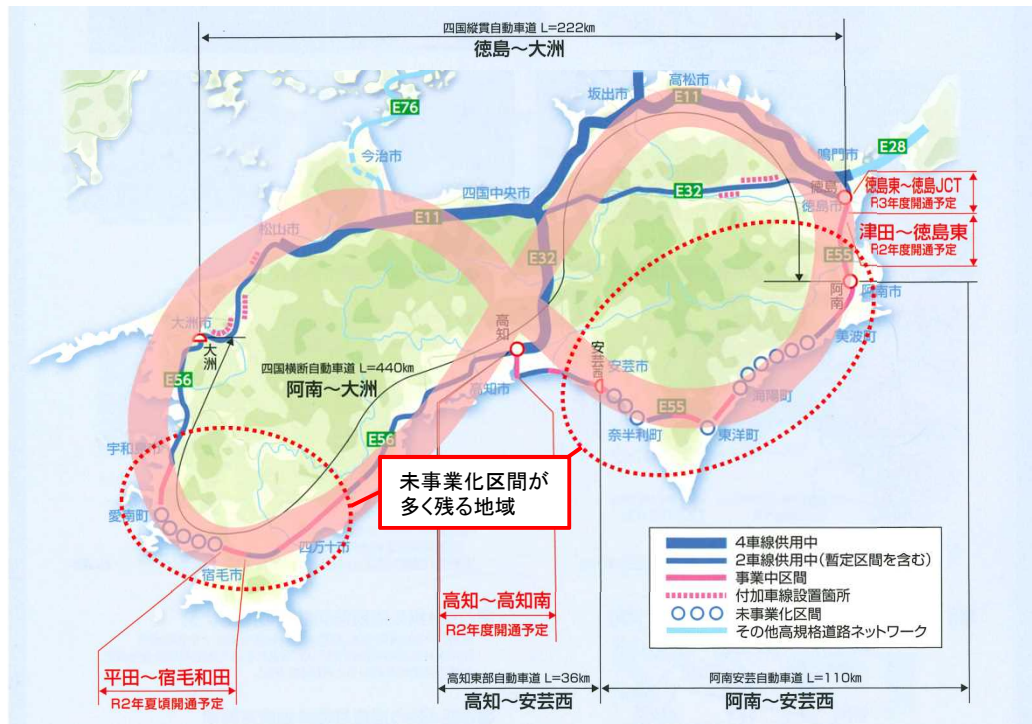 四国縦貫自動車道 L=222km
徳島～大洲
高松市
坂出市
E11
E76
今治市
鳴門市
E28
四国中央市
E32
徳島
徳島市
徳島東～徳島JCT
R3年度開通予定
津田～徳島東
R2年度開通予定
E11
松山市
E32
E55
阿南
阿南市
大洲市
大洲
高知
美波町
四国横断自動車道 L=440km
阿南～大洲
安芸西
安芸市
E56
高知市
海陽町
E55
E56
奈半利町
東洋町
宇和島市
未事業化区間が
多く残る地域
愛南町
四万十市
宿毛市
4車線供用中
2車線供用中(暫定区間を含む)
事業中区間
付加車線設置箇所
未事業化区間
その他高規格道路ネットワーク
高知～高知南
R2年度開通予定
平田～宿毛和田
R2年夏頃開通予定
高知東部自動車道 L=36km
高知～安芸西
阿南安芸自動車道 L=110km
阿南～安芸西